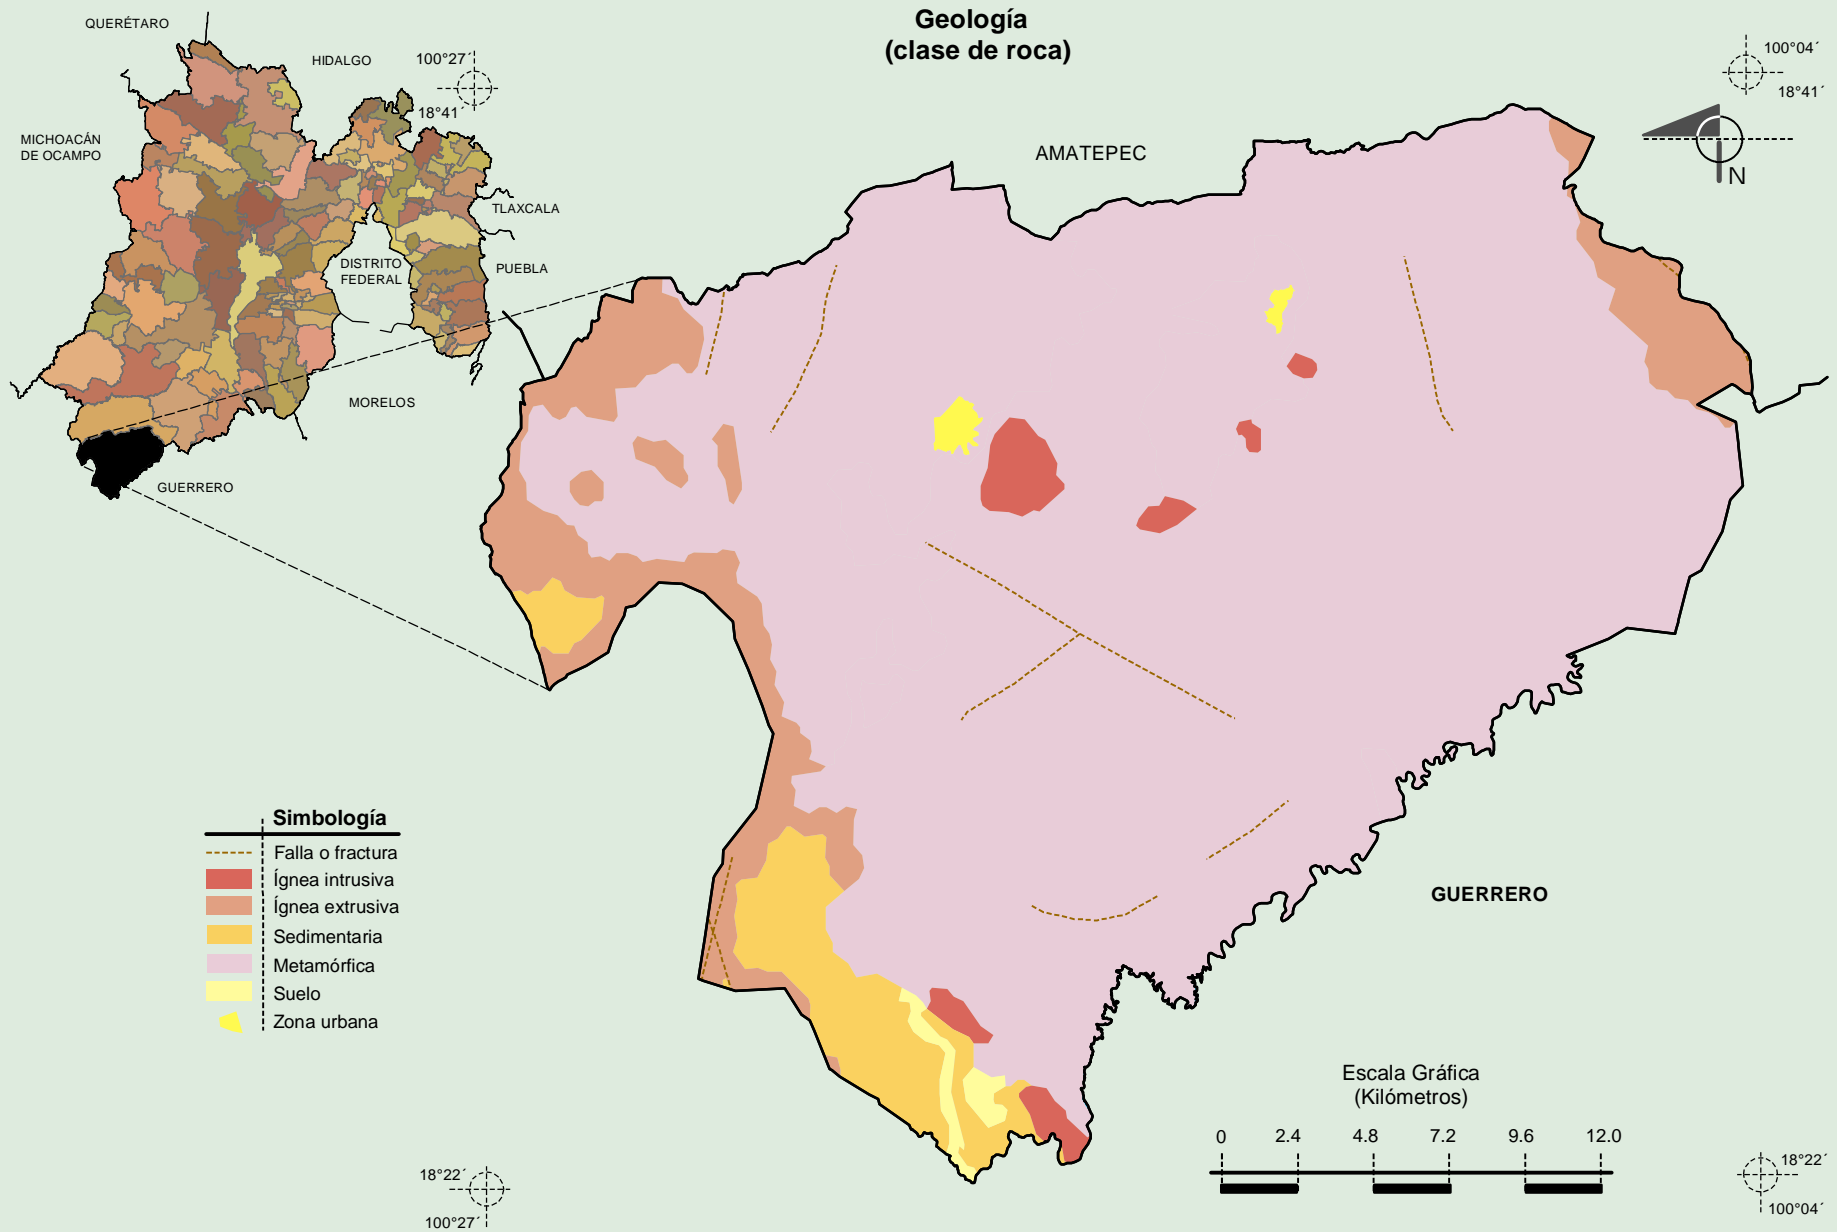 Geología
(clase de roca)
QUERÉTARO
HIDALGO
MICHOACÁN
DE OCAMPO
TLAXCALA
DISTRITO
FEDERAL
PUEBLA
MORELOS
GUERRERO
100°27´
18°41´
100°04´
18°41´
N
AMATEPEC
GUERRERO
Simbología
Falla o fractura
Ígnea intrusiva
Ígnea extrusiva
Sedimentaria
Metamórfica
Suelo
Zona urbana
Escala Gráfica
(Kilómetros)
0 2.4 4.8 7.2 9.6 12.0
18°22´
100°27´
18°22´
100°04´